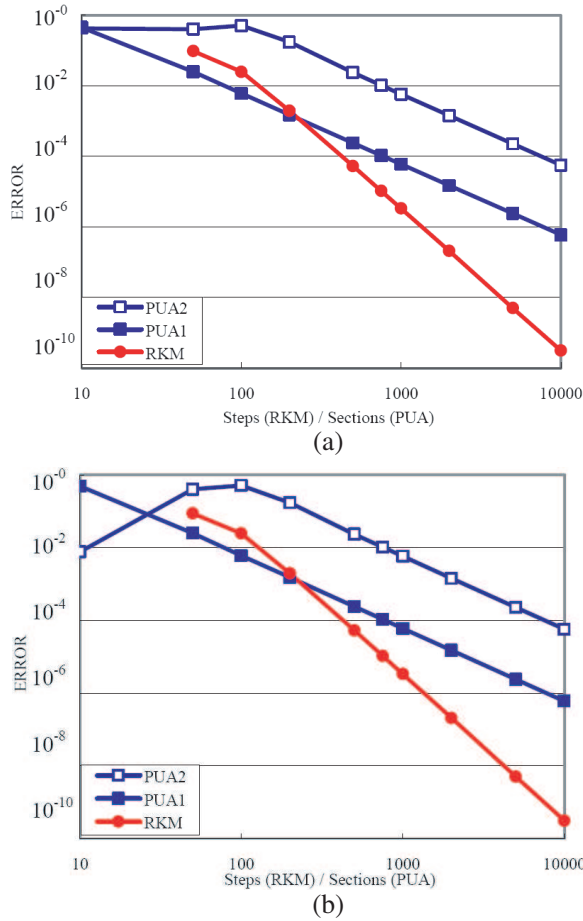 10^-0
10^-2
10^-4
10^-6
10^-8
10^-10
ERROR
PUA2
PUA1
RKM
10 100 1000 10000
Steps (RKM) / Sections (PUA)
(a)
10^-0
10^-2
10^-4
10^-6
10^-8
10^-10
ERROR
PUA2
PUA1
RKM
10 100 1000 10000
Steps (RKM) / Sections (PUA)
(b)